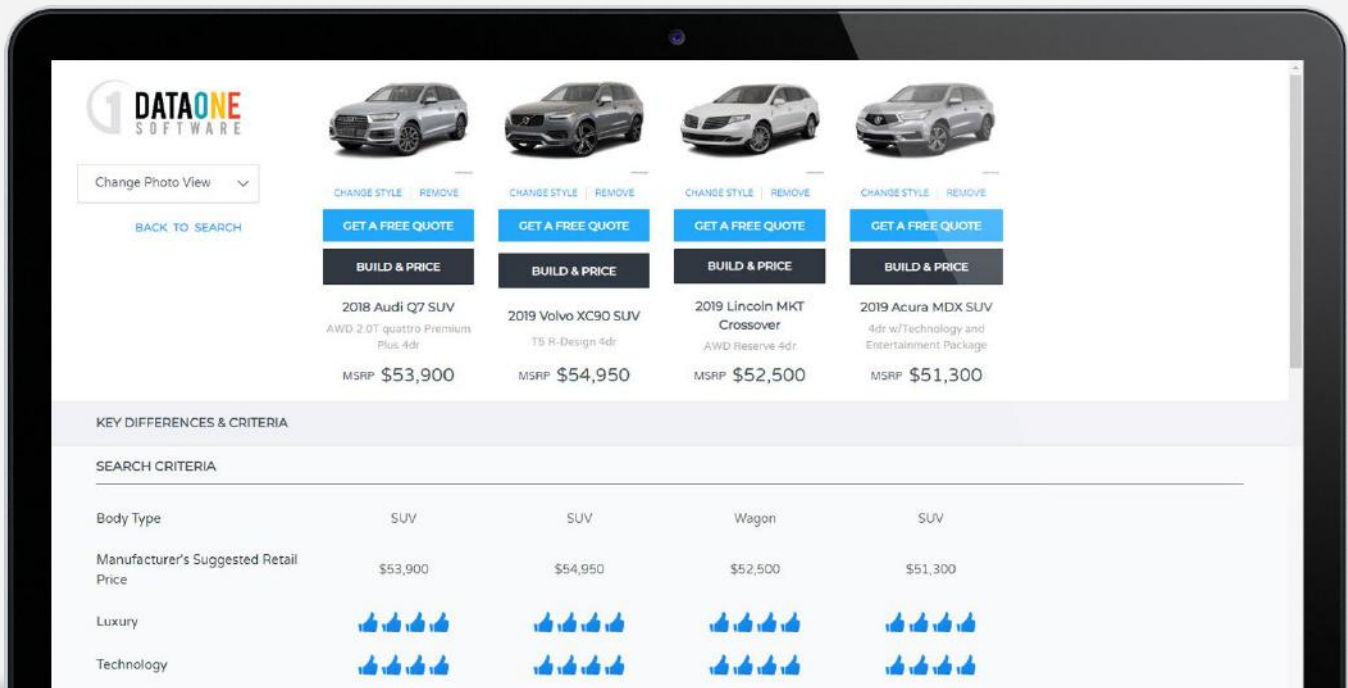 1 DATAONE
SOFTWARE
Change Photo View
BACK TO SEARCH
CHANGE STYLE | REMOVE
CHANGE STYLE | REMOVE
CHANGE STYLE | REMOVE
CHANGE STYLE | REMOVE
GET A FREE QUOTE
GET A FREE QUOTE
GET A FREE QUOTE
GET A FREE QUOTE
BUILD & PRICE
BUILD & PRICE
BUILD & PRICE
BUILD & PRICE
2018 Audi Q7 SUV
AWD 2.0T quattro Premium
Plus 4dr
MSRP $53,900
2019 Volvo XC90 SUV
T5 R-Design 4dr
MSRP $54,950
2019 Lincoln MKT
Crossover
AWD Reserve 4dr
MSRP $52,500
2019 Acura MDX SUV
4dr w/Technology and
Entertainment Package
MSRP $51,300
KEY DIFFERENCES & CRITERIA
SEARCH CRITERIA
Body Type SUV SUV Wagon SUV
Manufacturer's Suggested Retail
Price $53,900 $54,950 $52,500 $51,300
Luxury
Technology